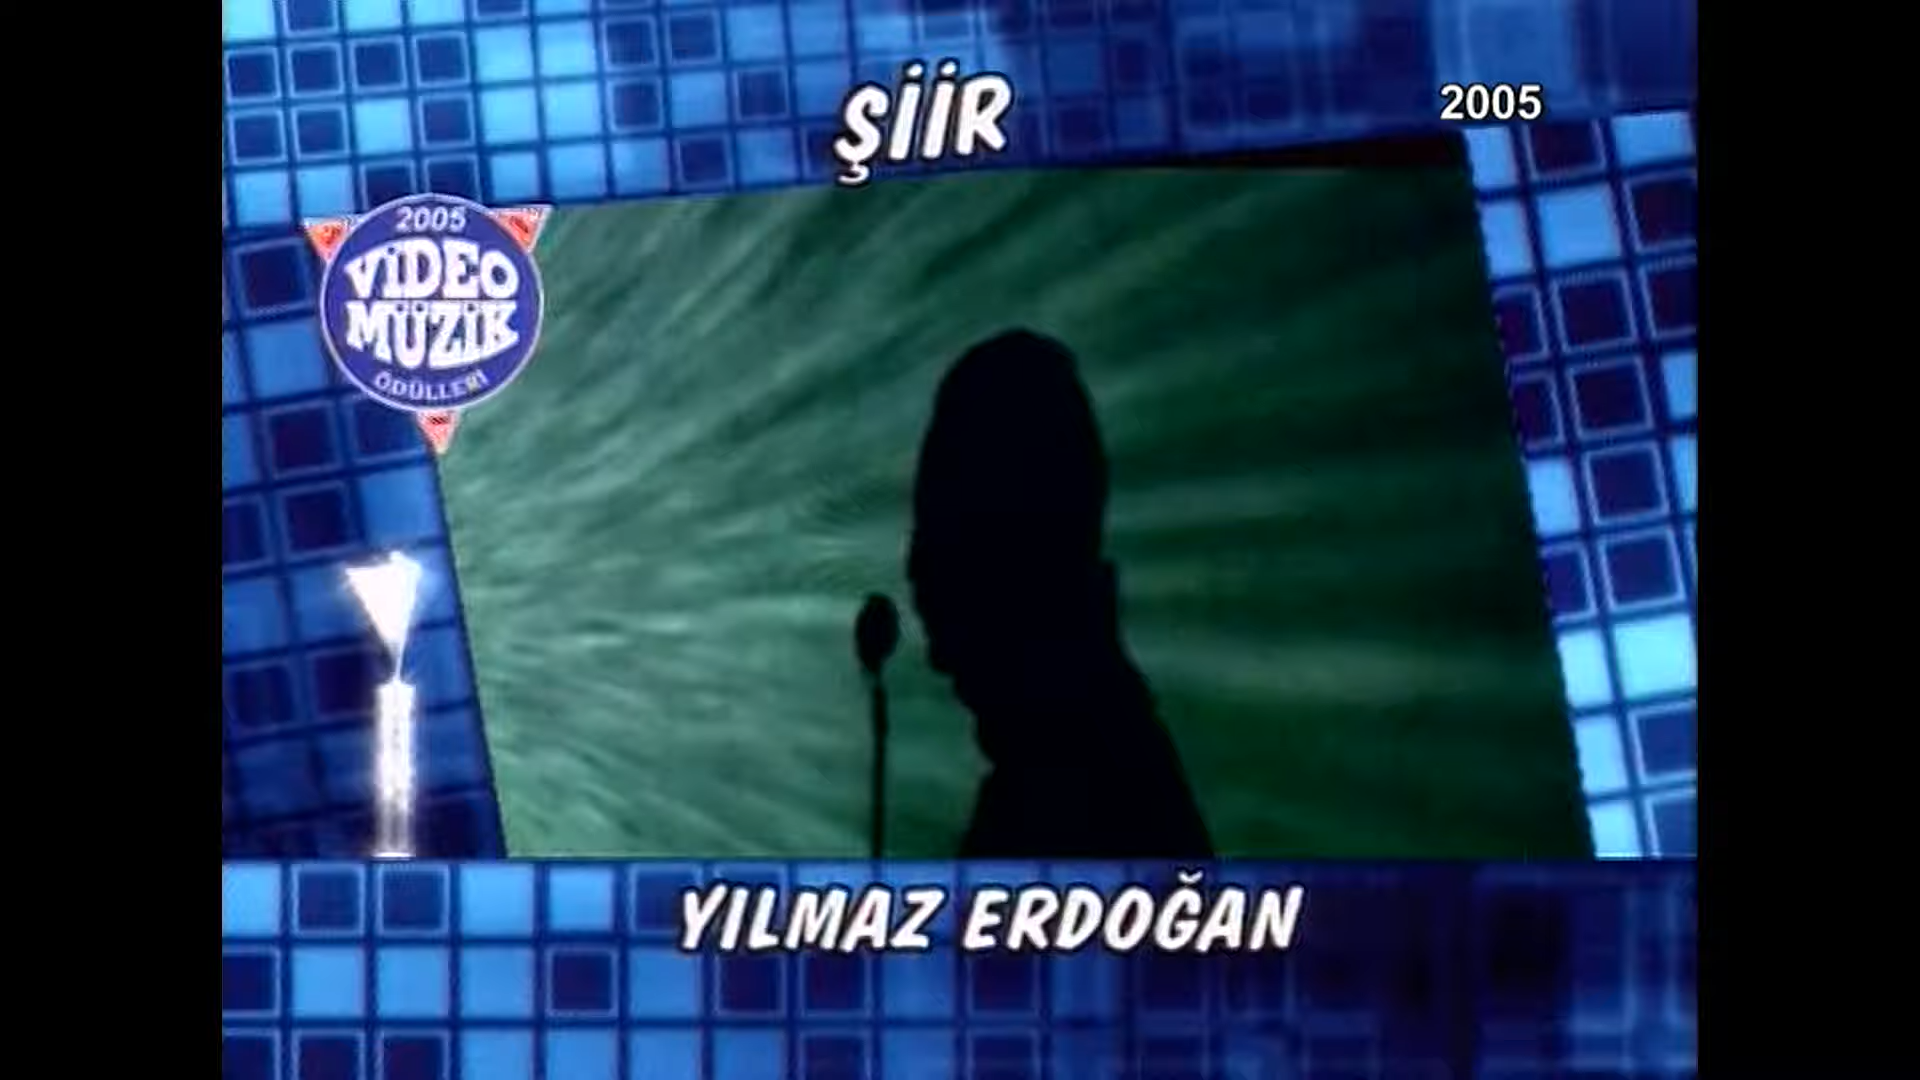 ŞİİR
2005
2005
VİDEO
MÜZİK
ÖDÜLLERİ
YILMAZ ERDOĞAN